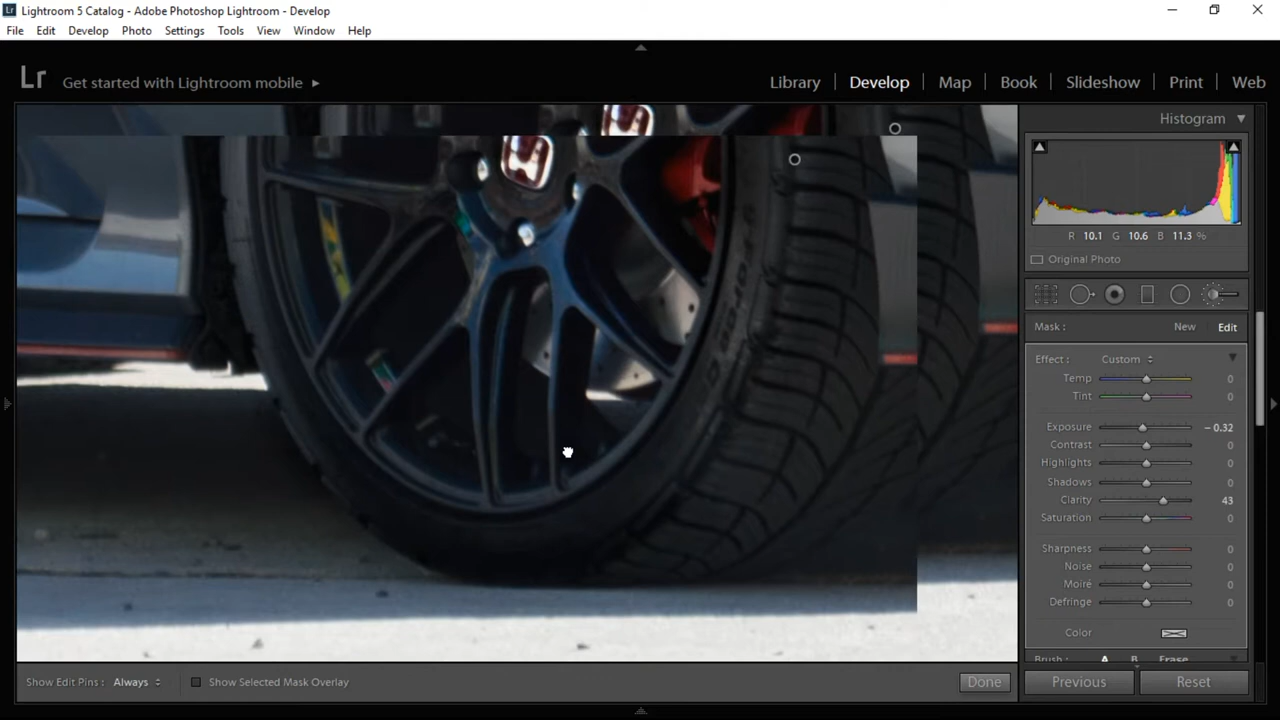 Lr Lightroom 5 Catalog - Adobe Photoshop Lightroom - Develop
File Edit Develop Photo Settings Tools View Window Help
Lr Get started with Lightroom mobile ▶ Library Develop Map Book Slideshow Print Web
Histogram
R 10.1 G 10.6 B 11.3 %
Original Photo
Mask : New Edit
Effect : Custom
Temp 0
Tint 0
Exposure – 0.32
Contrast 0
Highlights 0
Shadows 0
Clarity 43
Saturation 0
Sharpness 0
Noise 0
Moiré 0
Defringe 0
Color
Brush : A B Erase
Show Edit Pins : Always Show Selected Mask Overlay Done Previous Reset